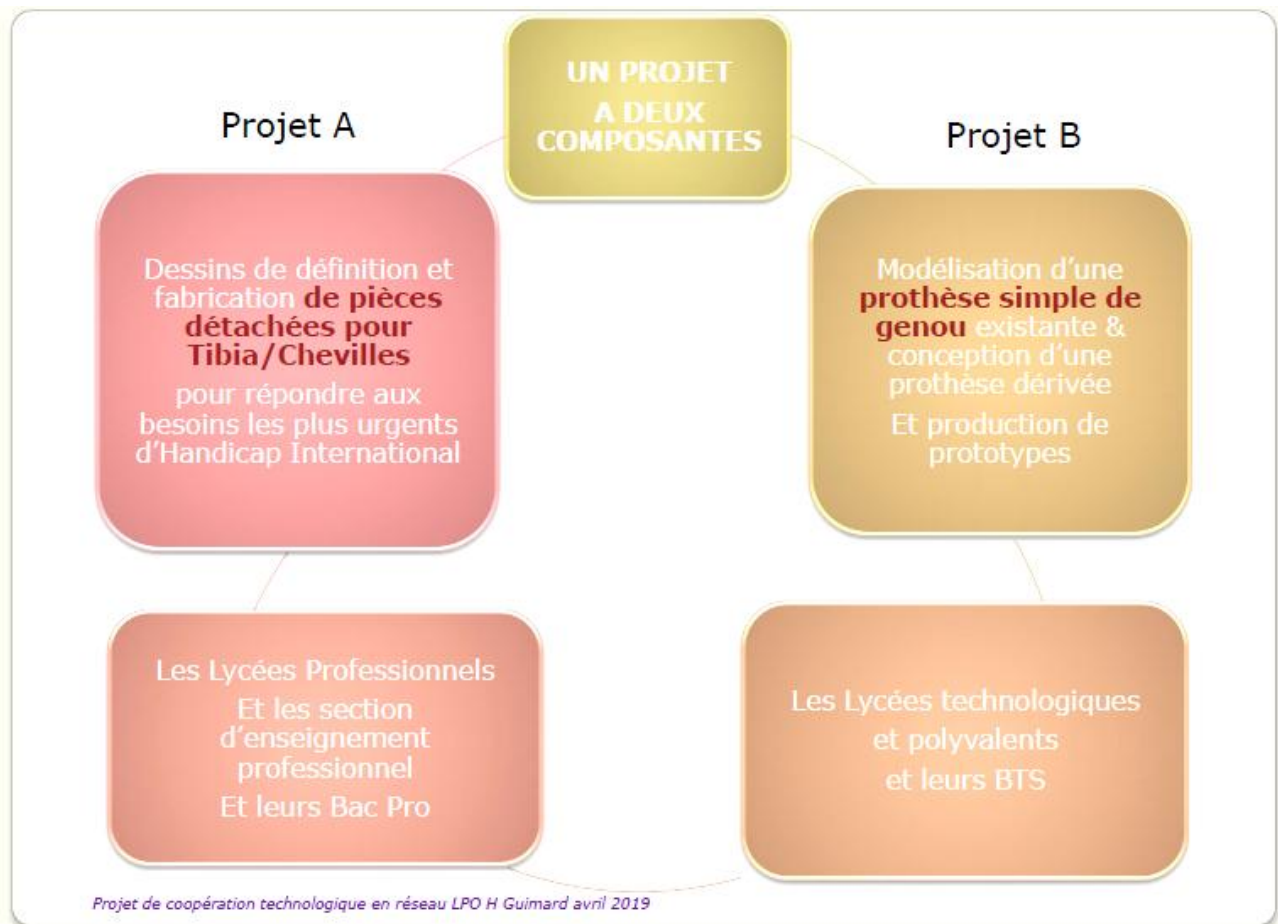 UN PROJET
A DEUX
COMPOSANTES
Projet A
Projet B
Dessins de définition et
fabrication de pièces
détachées pour
Tibia/Chevilles
pour répondre aux
besoins les plus urgents
d'Handicap International
Modélisation d'une
prothèse simple de
genou existante &
conception d'une
prothèse dérivée
Et production de
prototypes
Les Lycées Professionnels
Et les section
d'enseignement
professionnel
Et leurs Bac Pro
Les Lycées technologiques
et polyvalents
et leurs BTS
Projet de coopération technologique en réseau LPO H Guimard avril 2019